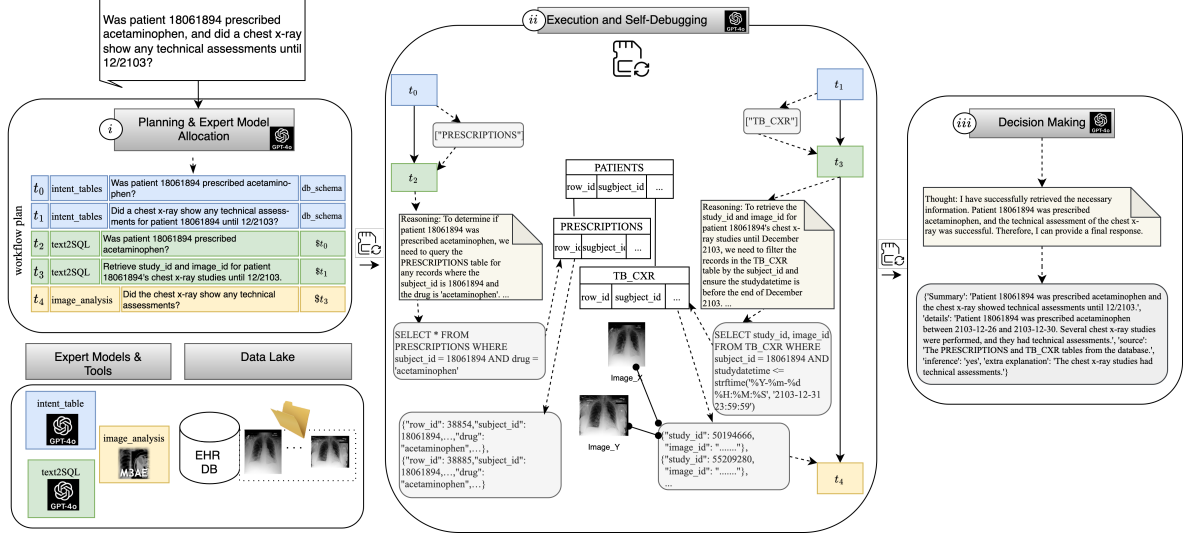 Was patient 18061894 prescribed
acetaminophen, and did a chest x-ray
show any technical assessments until
12/2103?
i
Planning & Expert Model
Allocation
GPT-4o
workflow plan
t0 intent_tables Was patient 18061894 prescribed acetamino-
phen? db_schema
t1 intent_tables Did a chest x-ray show any technical assess-
ments for patient 18061894 until 12/2103? db_schema
t2 text2SQL Was patient 18061894 prescribed
acetaminophen? $t0
t3 text2SQL Retrieve study_id and image_id for patient
18061894's chest x-ray studies until 12/2103. $t1
t4 image_analysis Did the chest x-ray show any technical
assessments? $t3
Expert Models &
Tools
Data Lake
intent_table
GPT-4o
image_analysis
M3AE
text2SQL
GPT-4o
EHR
DB
...
ii
Execution and Self-Debugging
GPT-4o
t0
["PRESCRIPTIONS"]
t2
Reasoning: To determine if
patient 18061894 was
prescribed acetaminophen, we
need to query the
PRESCRIPTIONS table for
any records where the
subject_id is 18061894 and
the drug is 'acetaminophen'. ...
SELECT * FROM
PRESCRIPTIONS WHERE
subject_id = 18061894 AND drug =
'acetaminophen'
{"row_id": 38854,"subject_id":
18061894,…,"drug":
"acetaminophen",…},
{"row_id": 38885,"subject_id":
18061894,…,"drug":
"acetaminophen",…}
PATIENTS
row_id sugbject_id ...
PRESCRIPTIONS
row_id sugbject_id ...
TB_CXR
row_id sugbject_id ...
Image_X
Image_Y
t1
["TB_CXR"]
t3
Reasoning: To retrieve the
study_id and image_id for
patient 18061894's chest x-
ray studies until December
2103, we need to filter the
records in the TB_CXR
table by the subject_id and
ensure the studydatetime is
before the end of December
2103. ...
SELECT study_id, image_id
FROM TB_CXR WHERE
subject_id = 18061894 AND
studydatetime <=
strftime('%Y-%m-%d
%H:%M:%S', '2103-12-31
23:59:59')
{"study_id": 50194666,
"image_id": "......."},
{"study_id": 55209280,
"image_id": "......."},
...
t4
iii
Decision Making
GPT-4o
Thought: I have successfully retrieved the necessary
information. Patient 18061894 was prescribed
acetaminophen, and the technical assessment of the chest x-
ray was successful. Therefore, I can provide a final response.
{'Summary': 'Patient 18061894 was prescribed acetaminophen and
the chest x-ray showed technical assessments until 12/2103.',
'details': 'Patient 18061894 was prescribed acetaminophen
between 2103-12-26 and 2103-12-30. Several chest x-ray studies
were performed, and they had technical assessments.', 'source':
'The PRESCRIPTIONS and TB_CXR tables from the database.',
'inference': 'yes', 'extra explanation': 'The chest x-ray studies had
technical assessments.'}